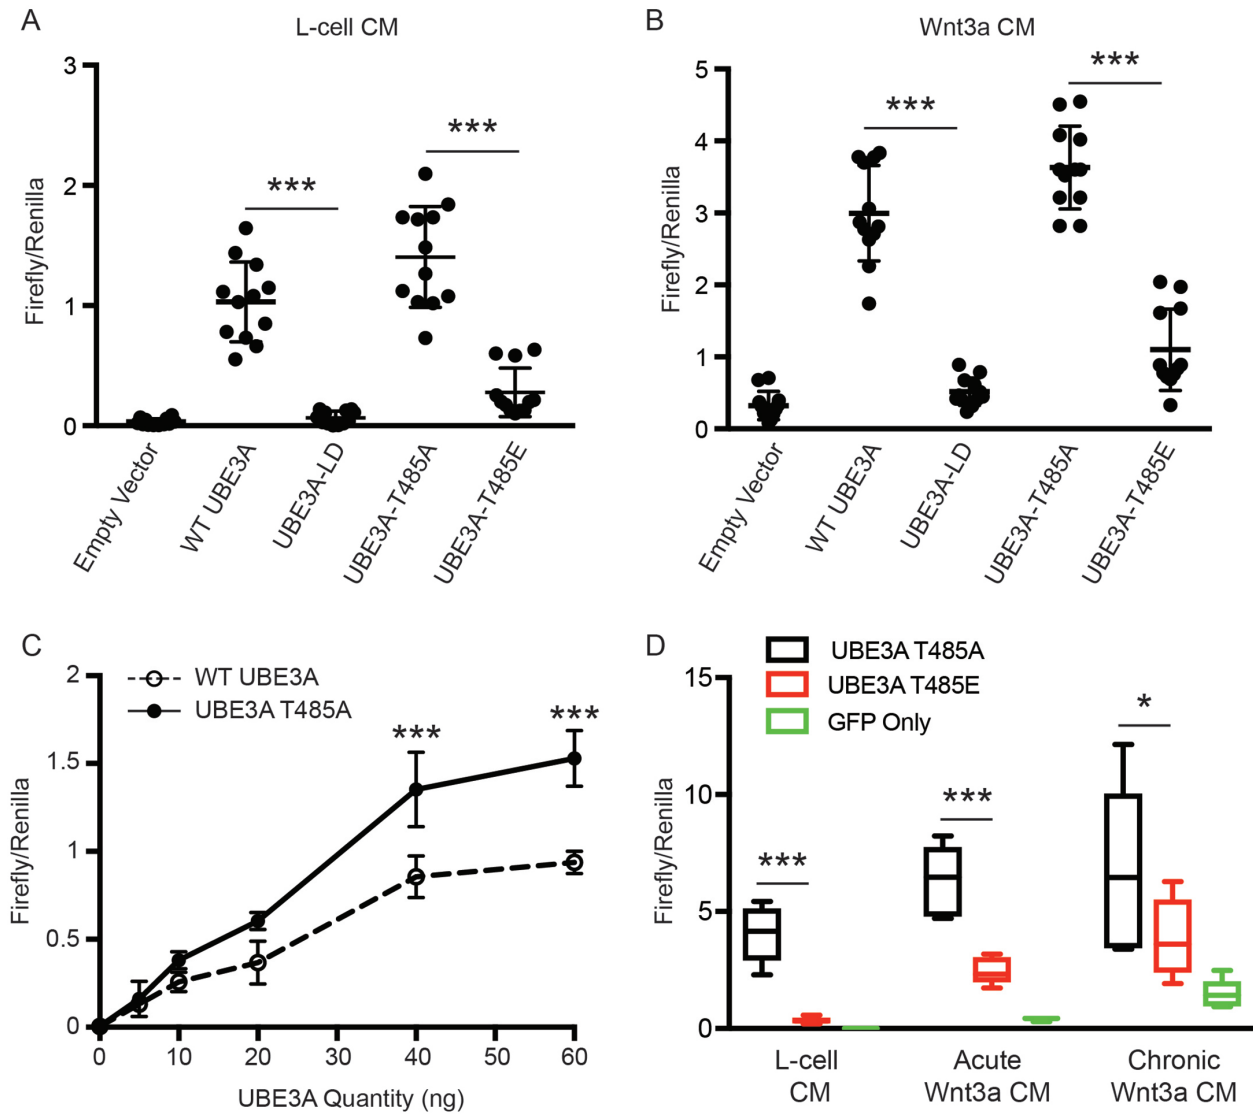 A
L-cell CM
Firefly/Renilla
3
2
1
0
***
***
Empty Vector
WT UBE3A
UBE3A-LD
UBE3A-T485A
UBE3A-T485E
B
Wnt3a CM
Firefly/Renilla
5
4
3
2
1
0
***
***
Empty Vector
WT UBE3A
UBE3A-LD
UBE3A-T485A
UBE3A-T485E
C
WT UBE3A
UBE3A T485A
Firefly/Renilla
2
1.5
1
0.5
0
***
***
0 10 20 30 40 50 60
UBE3A Quantity (ng)
D
UBE3A T485A
UBE3A T485E
GFP Only
Firefly/Renilla
15
10
5
0
***
***
*
L-cell
CM
Acute
Wnt3a CM
Chronic
Wnt3a CM